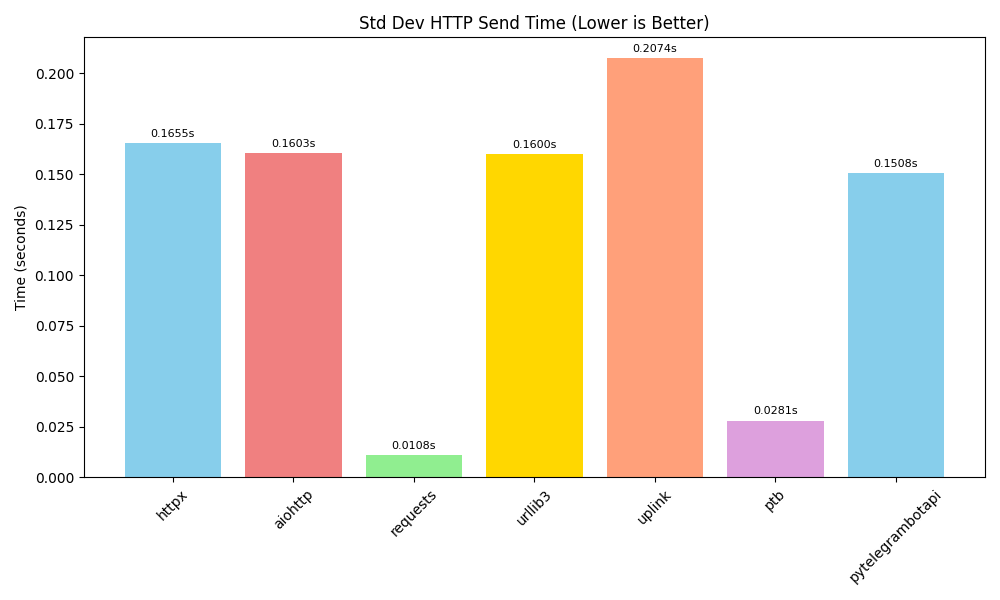 Std Dev HTTP Send Time (Lower is Better)
Time (seconds)
0.200
0.175
0.150
0.125
0.100
0.075
0.050
0.025
0.000
0.1655s
0.1603s
0.0108s
0.1600s
0.2074s
0.0281s
0.1508s
httpx
aiohttp
requests
urllib3
uplink
ptb
pytelegrambotapi